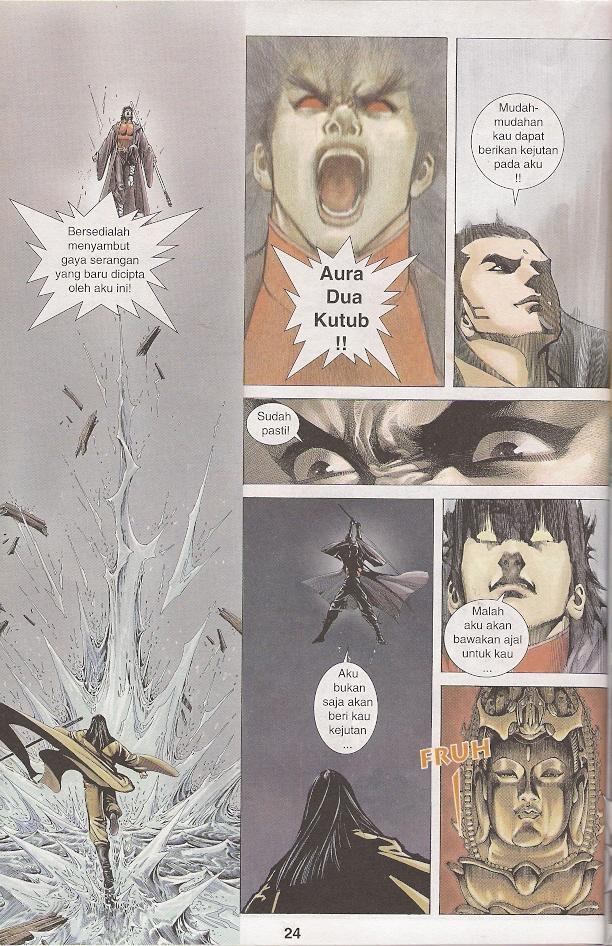 Bersedialah
menyambut
gaya serangan
yang baru dicipta
oleh aku ini!
Aura
Dua
Kutub
!!
Mudah-
mudahan
kau dapat
berikan kejutan
pada aku
!!
Sudah
pasti!
Aku
bukan
saja akan
beri kau
kejutan
...
Malah
aku akan
bawakan ajal
untuk kau
...
FRUH
24